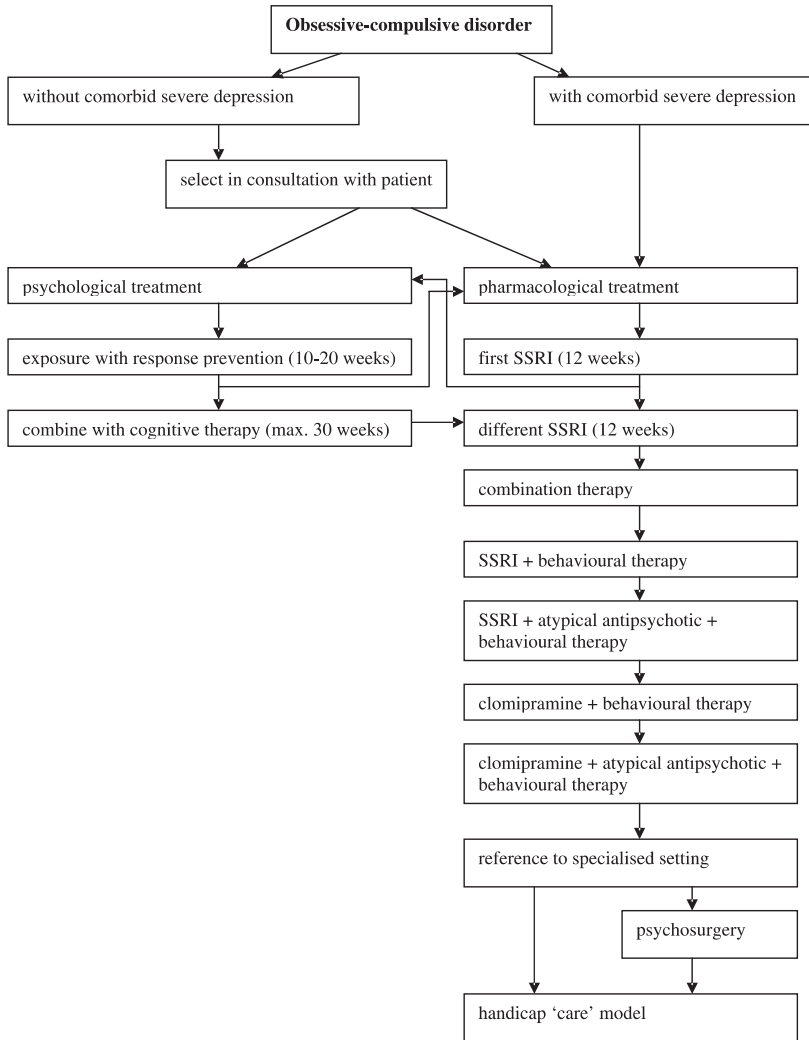 Obsessive-compulsive disorder
without comorbid severe depression
with comorbid severe depression
select in consultation with patient
psychological treatment
pharmacological treatment
exposure with response prevention (10-20 weeks)
first SSRI (12 weeks)
combine with cognitive therapy (max. 30 weeks)
different SSRI (12 weeks)
combination therapy
SSRI + behavioural therapy
SSRI + atypical antipsychotic +
behavioural therapy
clomipramine + behavioural therapy
clomipramine + atypical antipsychotic +
behavioural therapy
reference to specialised setting
psychosurgery
handicap ‘care’ model